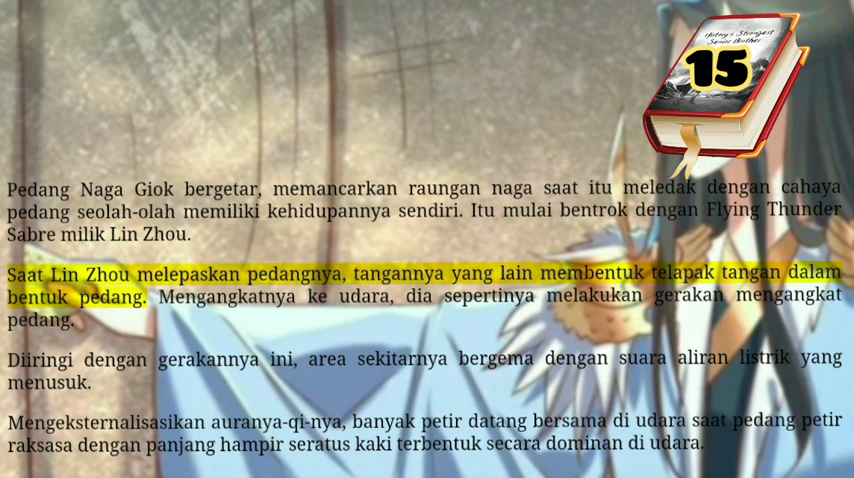 History's Strongest
Senior Brother
15
Pedang Naga Giok bergetar, memancarkan raungan naga saat itu meledak dengan cahaya
pedang seolah-olah memiliki kehidupannya sendiri. Itu mulai bentrok dengan Flying Thunder
Sabre milik Lin Zhou.
Saat Lin Zhou melepaskan pedangnya, tangannya yang lain membentuk telapak tangan dalam
bentuk pedang. Mengangkatnya ke udara, dia sepertinya melakukan gerakan mengangkat
pedang.
Diiringi dengan gerakannya ini, area sekitarnya bergema dengan suara aliran listrik yang
menusuk.
Mengeksternalisasikan auranya-qi-nya, banyak petir datang bersama di udara saat pedang petir
raksasa dengan panjang hampir seratus kaki terbentuk secara dominan di udara.